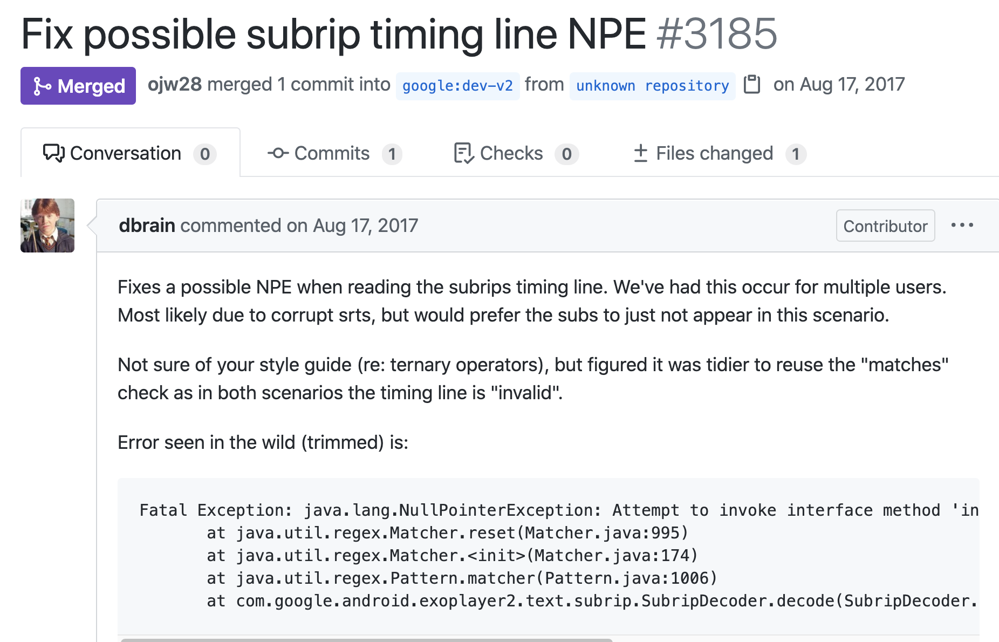 Fix possible subrip timing line NPE #3185
Merged ojw28 merged 1 commit into google:dev-v2 from unknown repository on Aug 17, 2017
Conversation 0 Commits 1 Checks 0 Files changed 1
dbrain commented on Aug 17, 2017 Contributor
Fixes a possible NPE when reading the subrips timing line. We've had this occur for multiple users.
Most likely due to corrupt srts, but would prefer the subs to just not appear in this scenario.
Not sure of your style guide (re: ternary operators), but figured it was tidier to reuse the "matches"
check as in both scenarios the timing line is "invalid".
Error seen in the wild (trimmed) is:
Fatal Exception: java.lang.NullPointerException: Attempt to invoke interface method 'in
at java.util.regex.Matcher.reset(Matcher.java:995)
at java.util.regex.Matcher.<init>(Matcher.java:174)
at java.util.regex.Pattern.matcher(Pattern.java:1006)
at com.google.android.exoplayer2.text.subrip.SubripDecoder.decode(SubripDecoder.